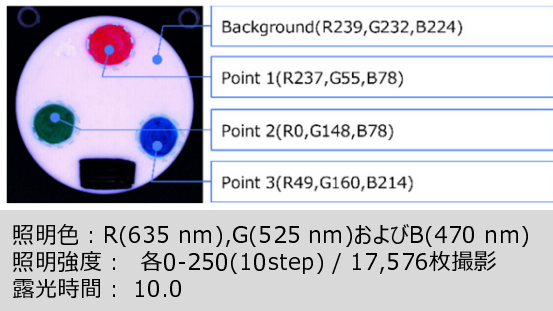 Background(R239,G232,B224)
Point 1(R237,G55,B78)
Point 2(R0,G148,B78)
Point 3(R49,G160,B214)
照明色：R(635 nm),G(525 nm)およびB(470 nm)
照明強度： 各0-250(10step) / 17,576枚撮影
露光時間： 10.0